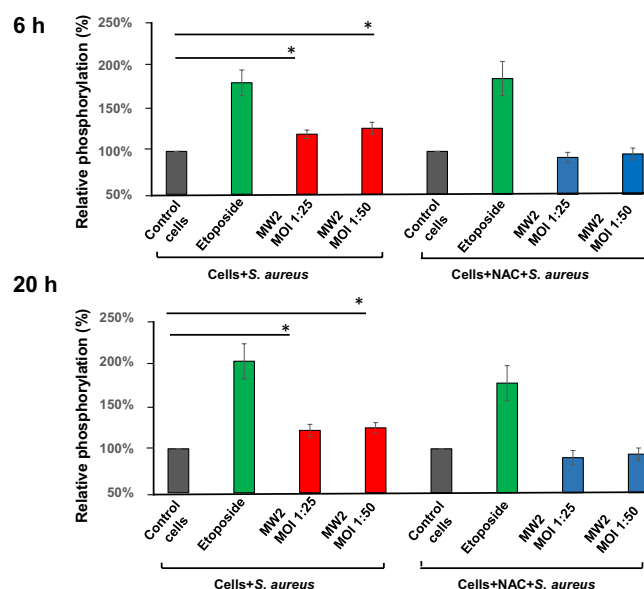 6 h
Relative phosphorylation (%)
250%
200%
150%
100%
50%
*
*
Control
cells
Etoposide
MW2
MOI 1:25
MW2
MOI 1:50
Control
cells
Etoposide
MW2
MOI 1:25
MW2
MOI 1:50
Cells+S. aureus
Cells+NAC+S. aureus
20 h
Relative phosphorylation (%)
250%
200%
150%
100%
50%
*
*
Control
cells
Etoposide
MW2
MOI 1:25
MW2
MOI 1:50
Control
cells
Etoposide
MW2
MOI 1:25
MW2
MOI 1:50
Cells+S. aureus
Cells+NAC+S. aureus